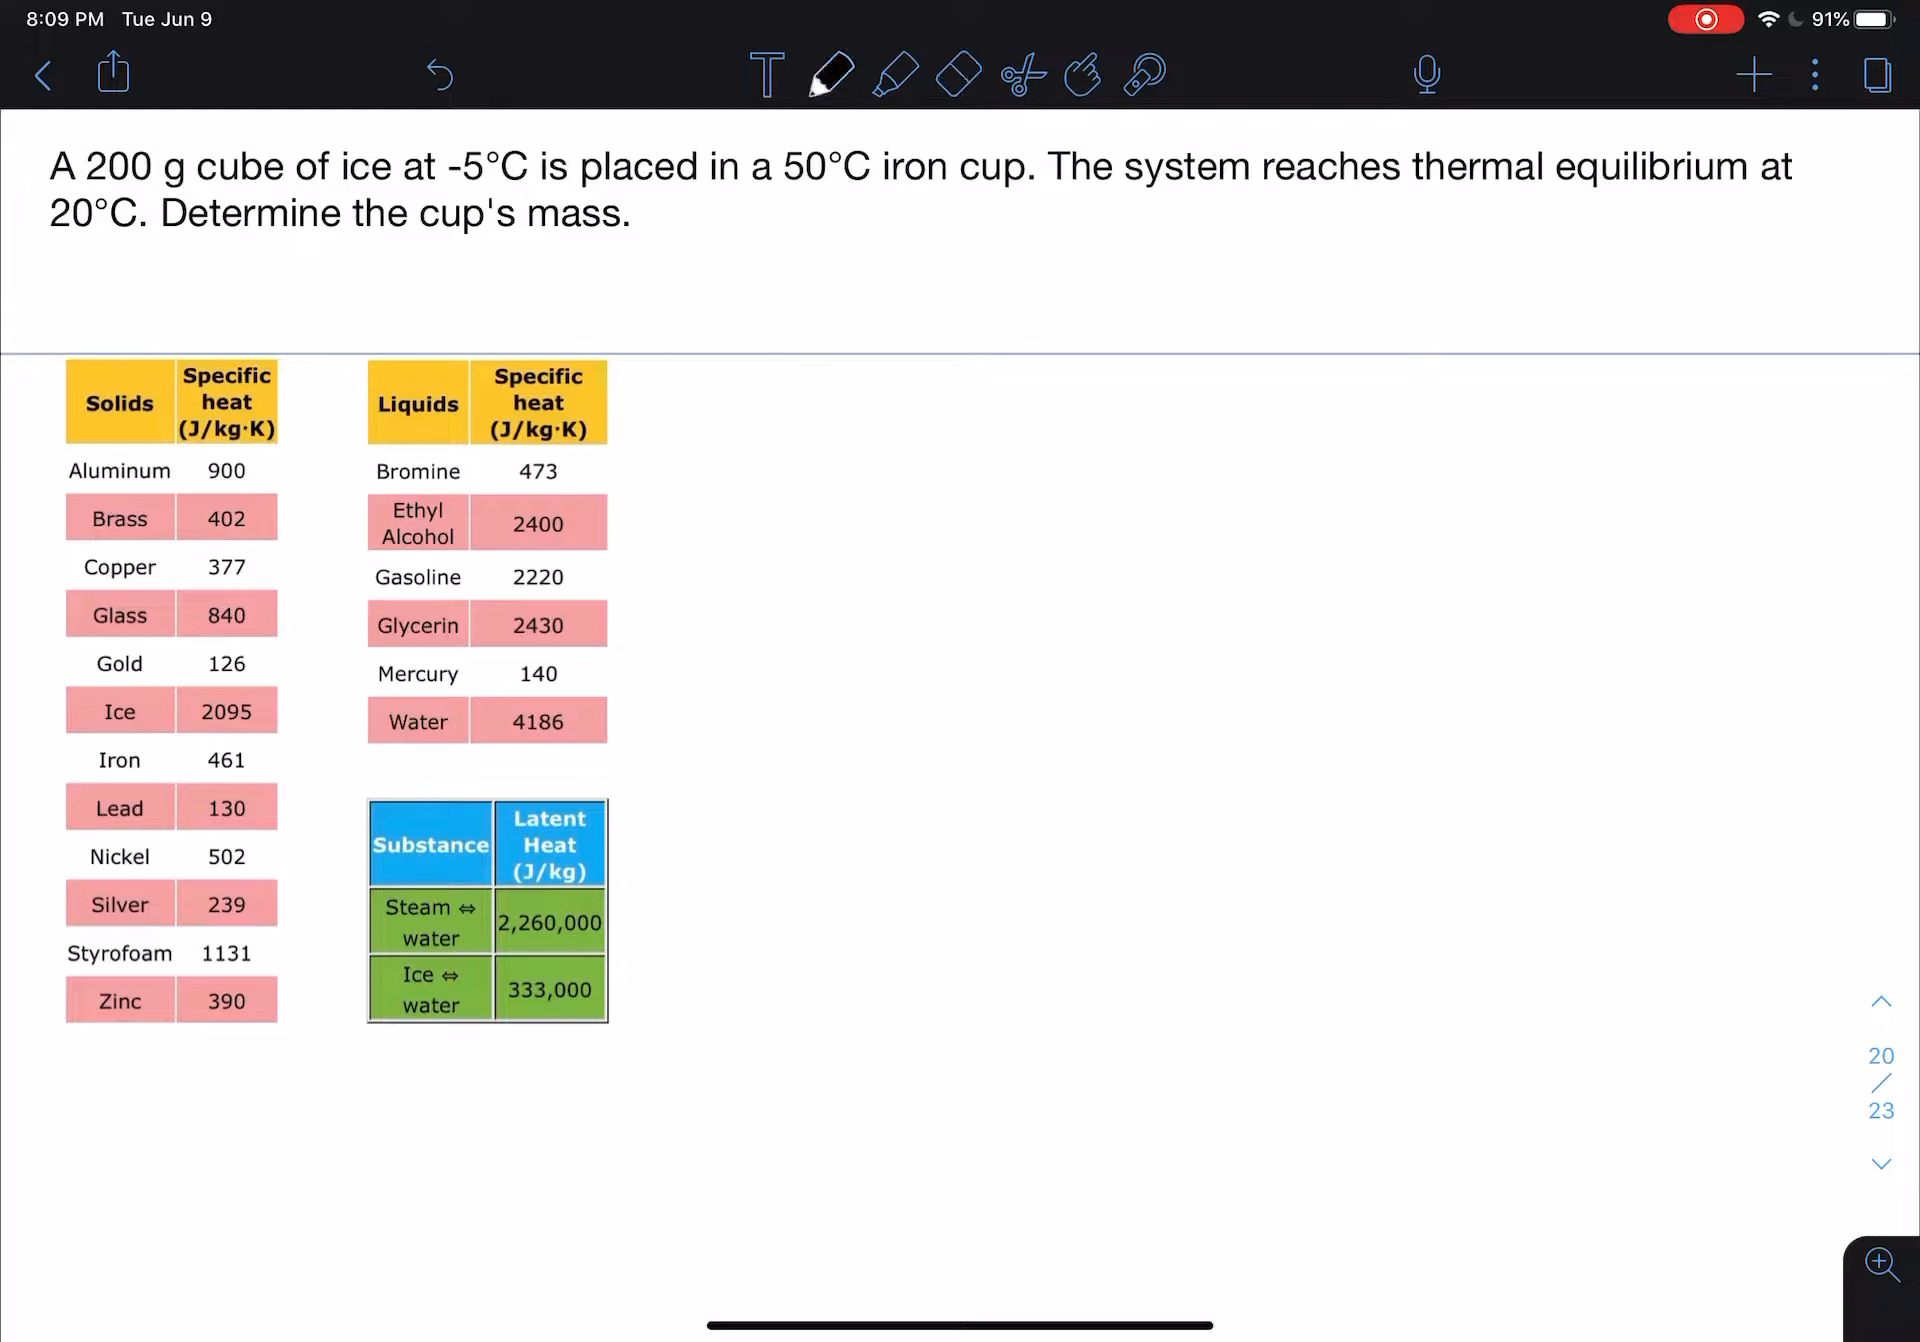 8:09 PM Tue Jun 9
91%
A 200 g cube of ice at -5°C is placed in a 50°C iron cup. The system reaches thermal equilibrium at
20°C. Determine the cup's mass.
Solids Specific heat (J/kg·K)
Aluminum 900
Brass 402
Copper 377
Glass 840
Gold 126
Ice 2095
Iron 461
Lead 130
Nickel 502
Silver 239
Styrofoam 1131
Zinc 390
Liquids Specific heat (J/kg·K)
Bromine 473
Ethyl Alcohol 2400
Gasoline 2220
Glycerin 2430
Mercury 140
Water 4186
Substance Latent Heat (J/kg)
Steam ⇔ water 2,260,000
Ice ⇔ water 333,000
20
/
23